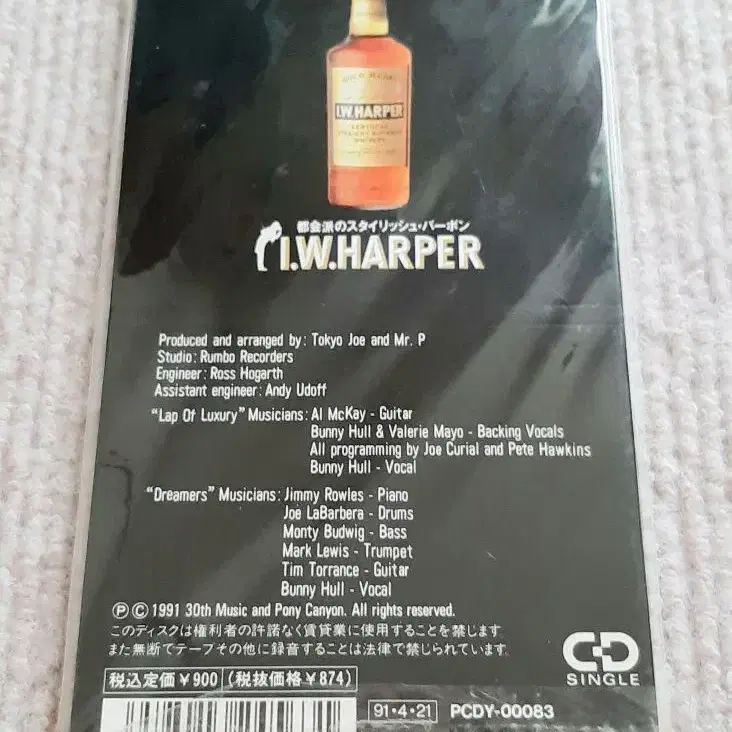 I.W.HARPER
KENTUCKY
STRAIGHT BOURBON
WHISKEY
都会派のスタイリッシュ・バーボン
I.W.HARPER
Produced and arranged by: Tokyo Joe and Mr. P
Studio: Rumbo Recorders
Engineer: Ross Hogarth
Assistant engineer: Andy Udoff
"Lap Of Luxury" Musicians: Al McKay - Guitar
Bunny Hull & Valerie Mayo - Backing Vocals
All programming by Joe Curial and Pete Hawkins
Bunny Hull - Vocal
"Dreamers" Musicians: Jimmy Rowles - Piano
Joe LaBarbera - Drums
Monty Budwig - Bass
Mark Lewis - Trumpet
Tim Torrance - Guitar
Bunny Hull - Vocal
Ⓟ © 1991 30th Music and Pony Canyon. All rights reserved.
このディスクは権利者の許諾なく賃貸業に使用することを禁じます
また無断でテープその他に録音することは法律で禁じられています。
CD
SINGLE
税込定価¥900 (税抜価格¥874)
91・4・21 PCDY-00083